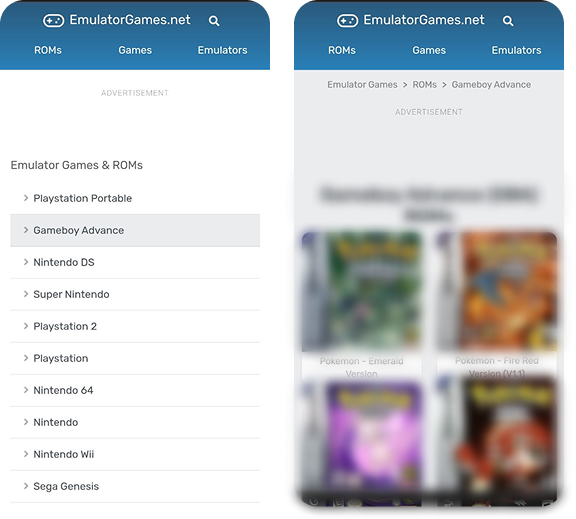 EmulatorGames.net
ROMs Games Emulators
ADVERTISEMENT
Emulator Games & ROMs
Playstation Portable
Gameboy Advance
Nintendo DS
Super Nintendo
Playstation 2
Playstation
Nintendo 64
Nintendo
Nintendo Wii
Sega Genesis
EmulatorGames.net
ROMs Games Emulators
Emulator Games > ROMs > Gameboy Advance
ADVERTISEMENT
Gameboy Advance (GBA)
ROMs
Pokemon - Emerald
Version
Pokemon - Fire Red
Version (V1.1)